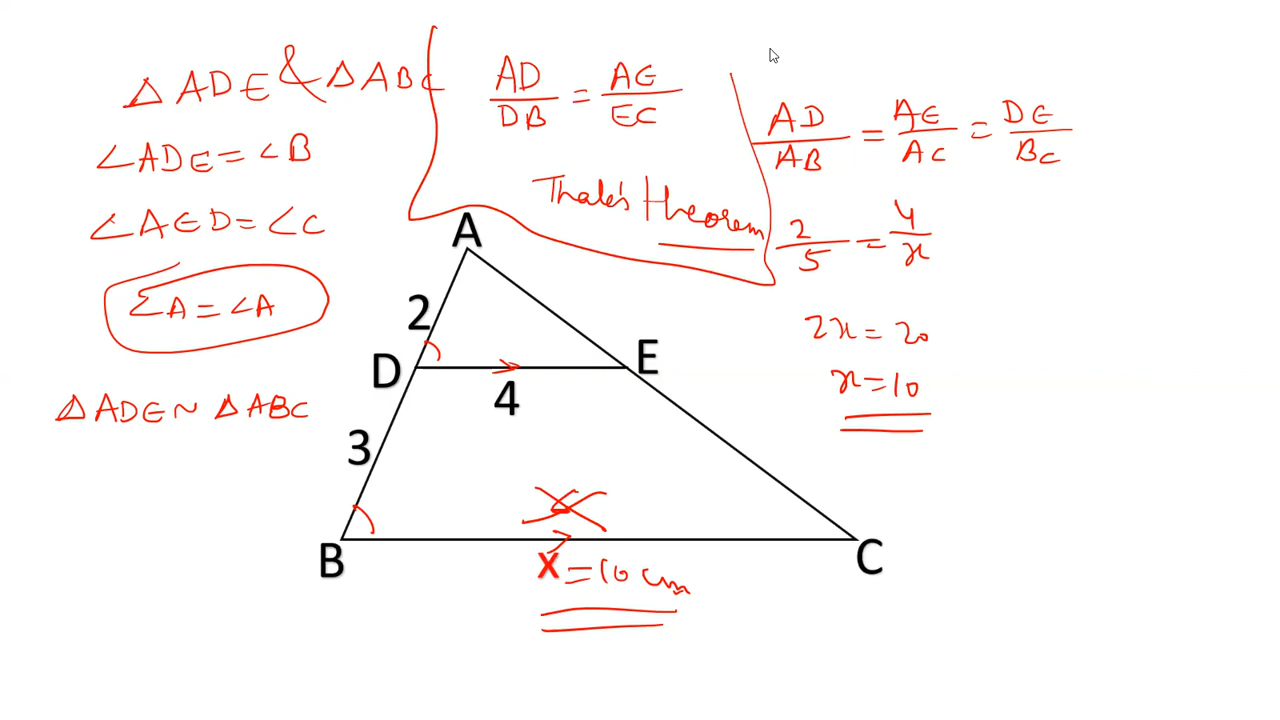 △ADE & △ABC
∠ADE = ∠B
∠AED = ∠C
∠A = ∠A
△ADE ~ △ABC
AD/DB = AE/EC
Thale's theorem
AD/AB = AE/AC = DE/BC
2/5 = 4/x
2x = 20
x = 10
A
2
D
E
4
3
B
C
x = 10 cm